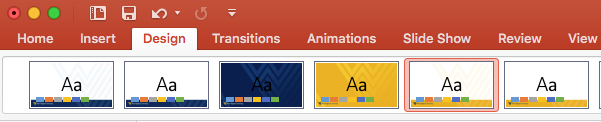 Home Insert Design Transitions Animations Slide Show Review View
Aa Aa Aa Aa Aa Aa